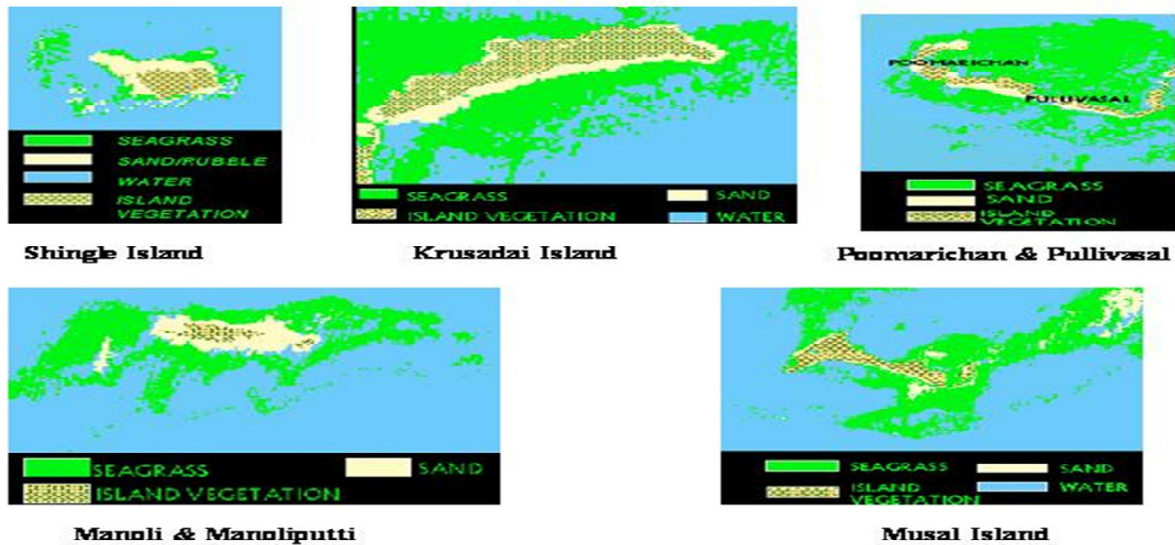 SEAGRASS
SAND/RUBBLE
WATER
ISLAND
VEGETATION
Shingle Island
SEAGRASS SAND
ISLAND VEGETATION WATER
Krusadai Island
POOMARICHAN
PULLIVASAL
SEAGRASS
SAND
ISLAND
VEGETATION
Poomarichan & Pullivasal
SEAGRASS SAND
ISLAND VEGETATION
Manoli & Manoliputti
SEAGRASS SAND
ISLAND WATER
VEGETATION
Musal Island